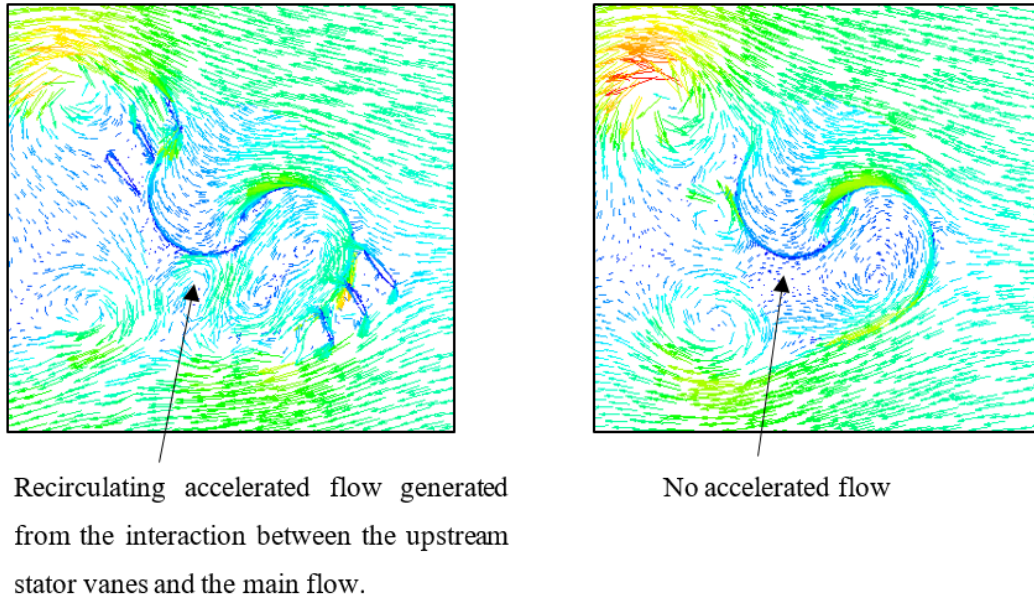 Recirculating accelerated flow generated
from the interaction between the upstream
stator vanes and the main flow.
No accelerated flow